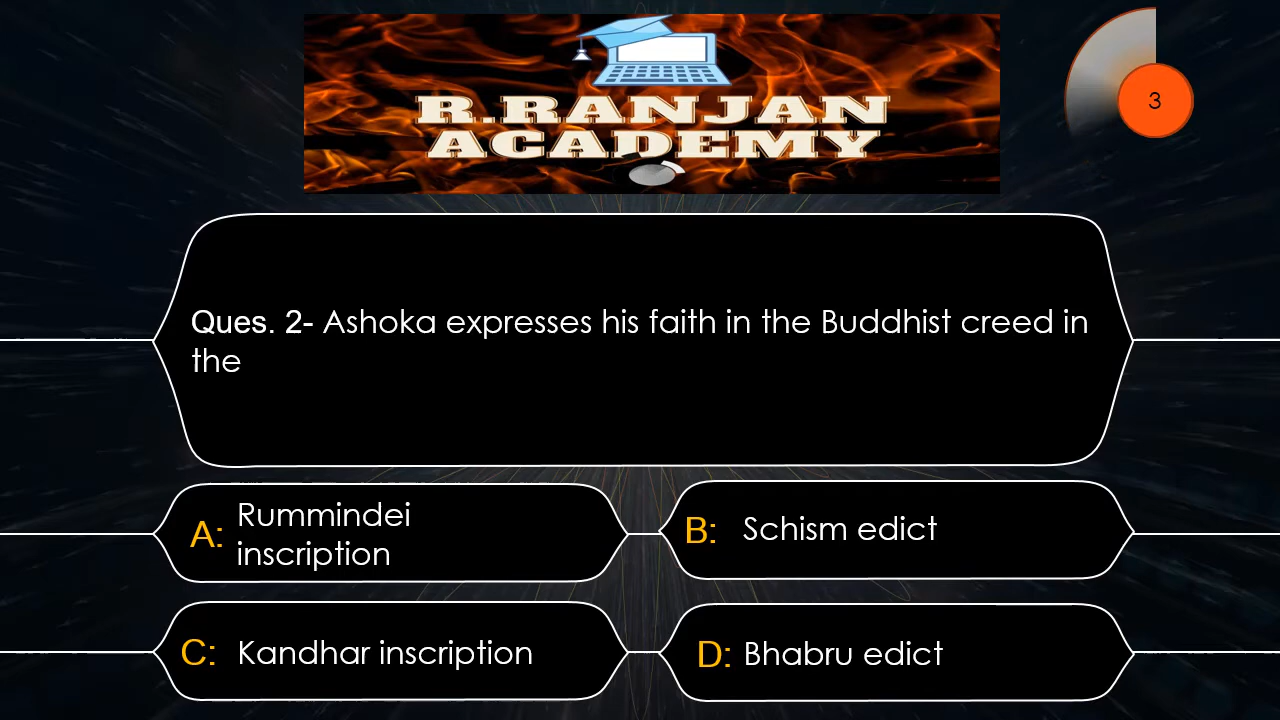 R.RANJAN
ACADEMY
3
Ques. 2- Ashoka expresses his faith in the Buddhist creed in
the
A: Rummindei
inscription
B: Schism edict
C: Kandhar inscription
D: Bhabru edict